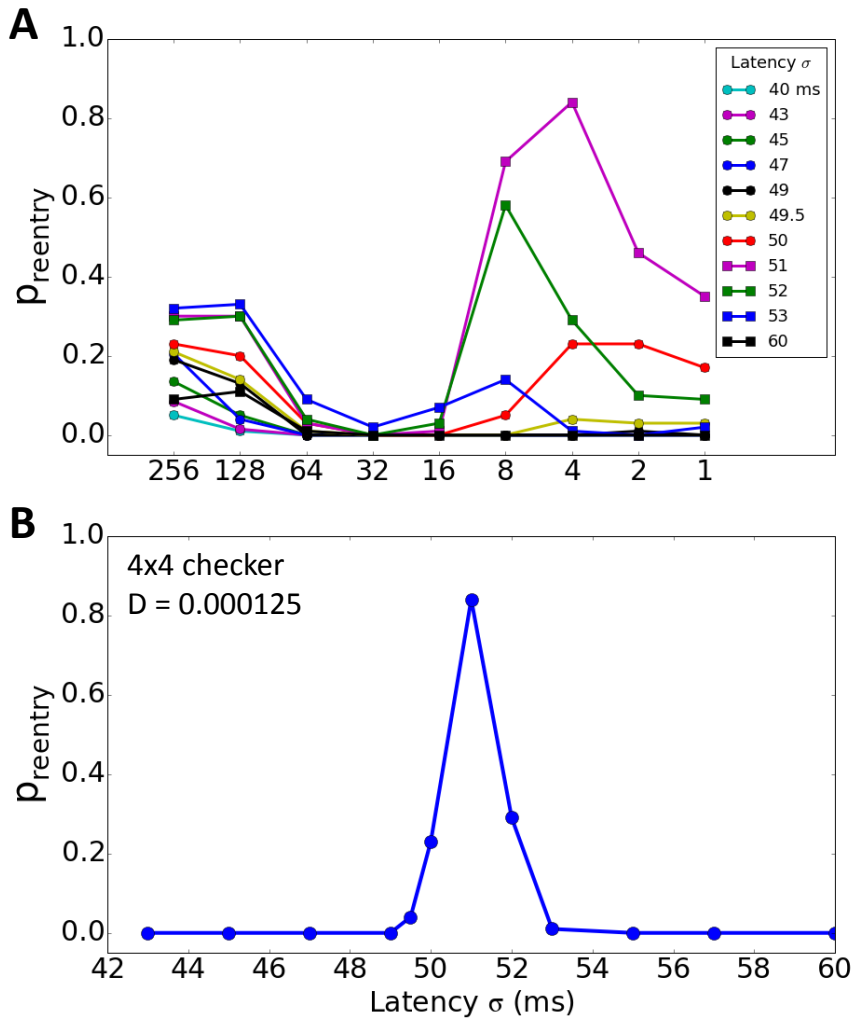 A
1.0
0.8
0.6
0.4
0.2
0.0
p_reentry
Latency σ
40 ms
43
45
47
49
49.5
50
51
52
53
60
256 128 64 32 16 8 4 2 1
B
1.0
0.8
0.6
0.4
0.2
0.0
p_reentry
4x4 checker
D = 0.000125
42 44 46 48 50 52 54 56 58 60
Latency σ (ms)